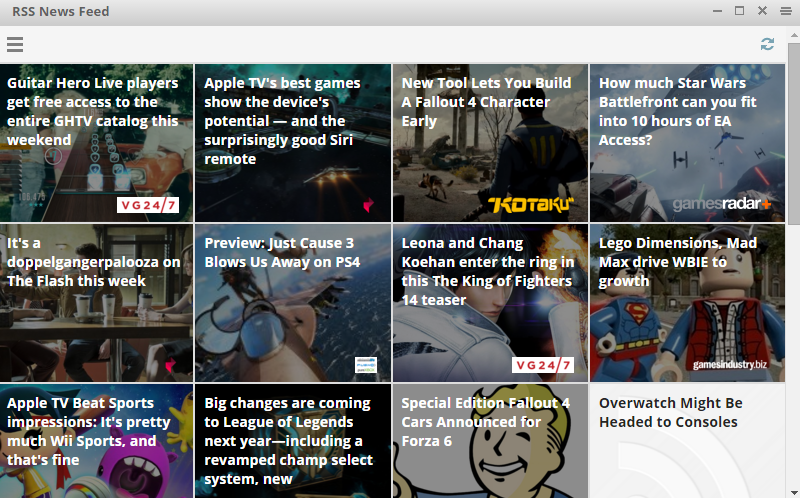 RSS News Feed
Guitar Hero Live players
get free access to the
entire GHTV catalog this
weekend
VG24/7
Apple TV's best games
show the device's
potential — and the
surprisingly good Siri
remote
New Tool Lets You Build
A Fallout 4 Character
Early
KOTAKU
How much Star Wars
Battlefront can you fit
into 10 hours of EA
Access?
gamesradar+
It's a
doppelgangerpalooza on
The Flash this week
Preview: Just Cause 3
Blows Us Away on PS4
Leona and Chang
Koehan enter the ring in
this The King of Fighters
14 teaser
VG24/7
Lego Dimensions, Mad
Max drive WBIE to
growth
gamesindustry.biz
Apple TV Beat Sports
impressions: It's pretty
much Wii Sports, and
that's fine
Big changes are coming
to League of Legends
next year—including a
revamped champ select
system, new
Special Edition Fallout 4
Cars Announced for
Forza 6
Overwatch Might Be
Headed to Consoles